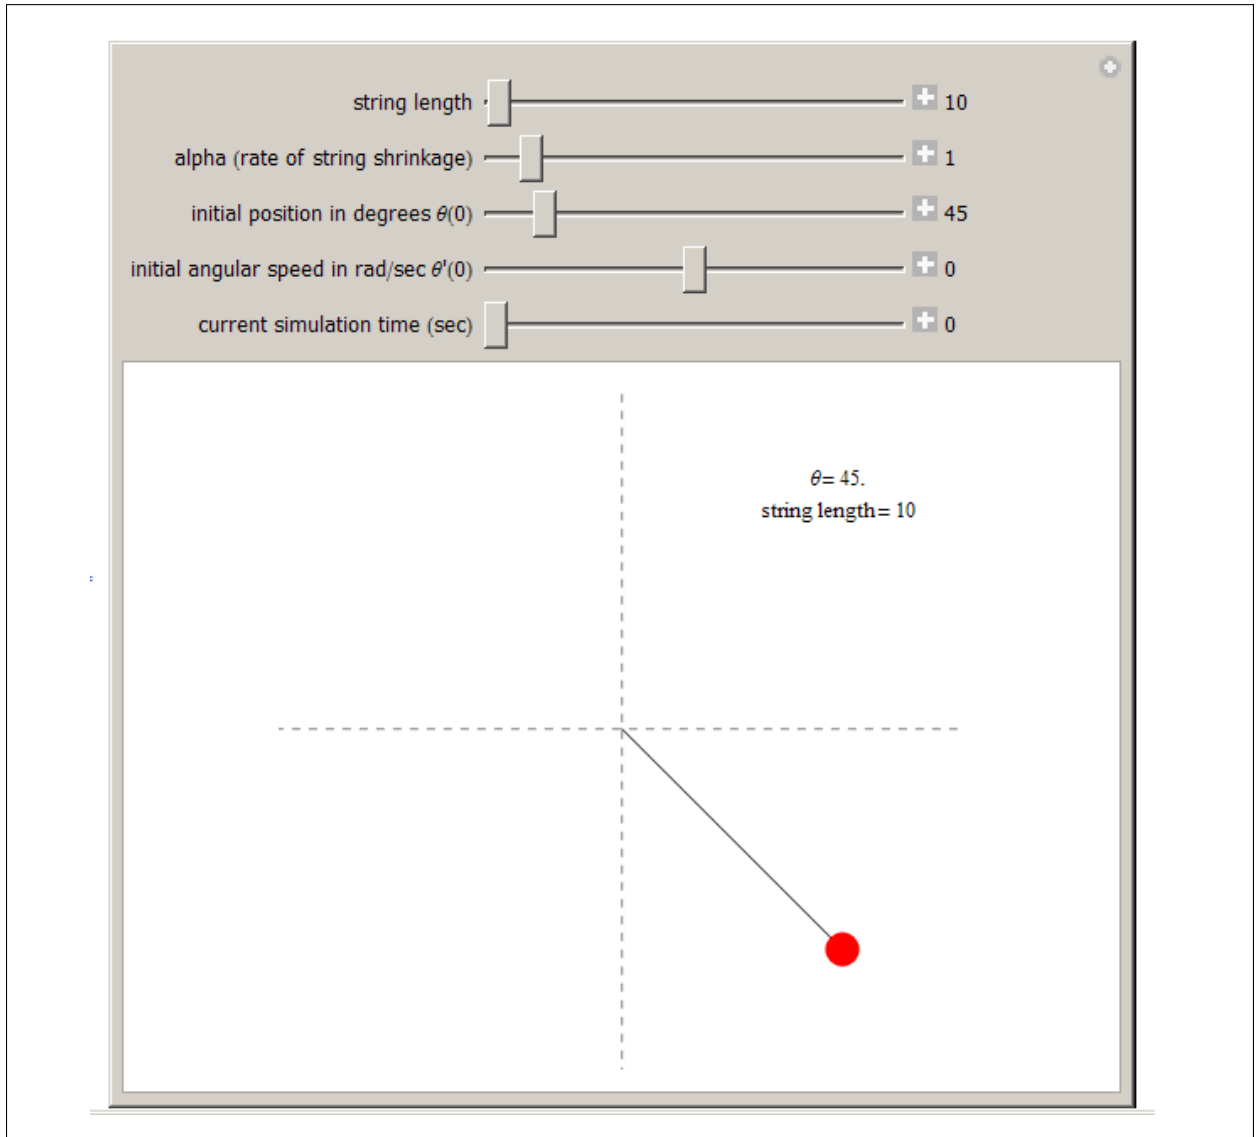 string length 10
alpha (rate of string shrinkage) 1
initial position in degrees θ(0) 45
initial angular speed in rad/sec θ'(0) 0
current simulation time (sec) 0
θ= 45.
string length= 10